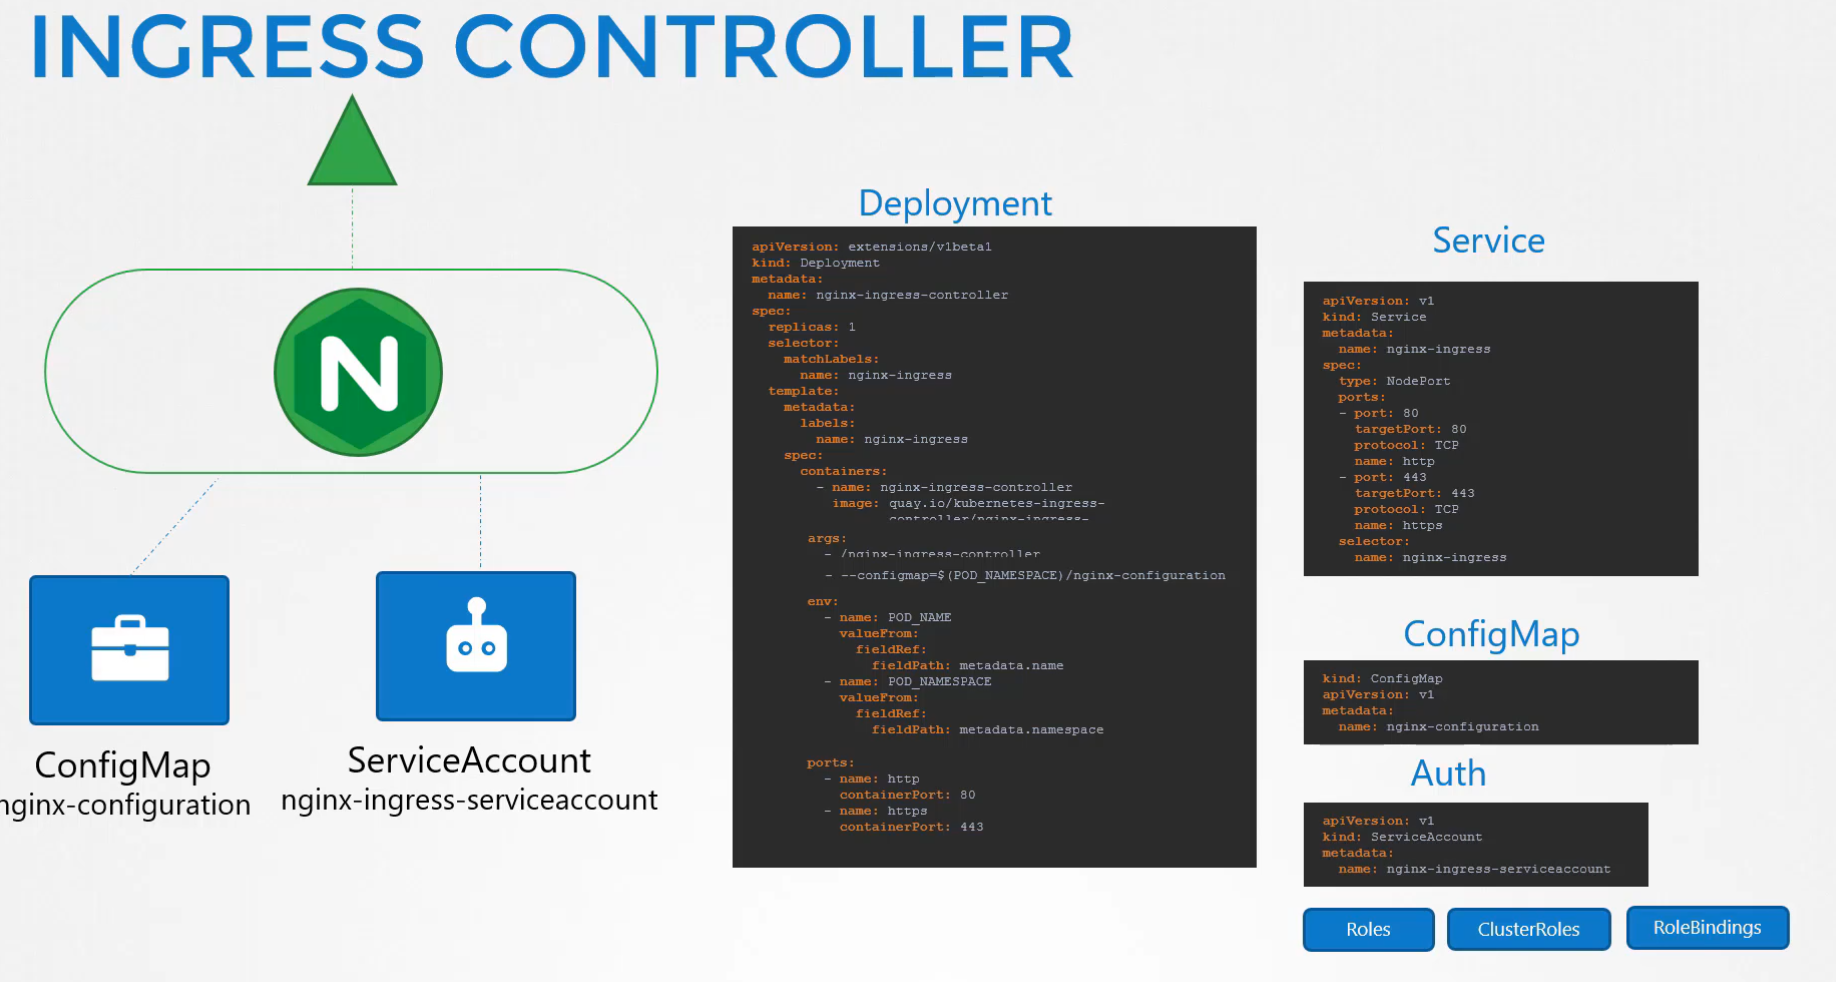 INGRESS CONTROLLER
N
ConfigMap
nginx-configuration
ServiceAccount
nginx-ingress-serviceaccount
Deployment
apiVersion: extensions/v1beta1
kind: Deployment
metadata:
  name: nginx-ingress-controller
spec:
  replicas: 1
  selector:
    matchLabels:
      name: nginx-ingress
  template:
    metadata:
      labels:
        name: nginx-ingress
    spec:
      containers:
        - name: nginx-ingress-controller
          image: quay.io/kubernetes-ingress-
                 controller/nginx-ingress-
       args:
         - /nginx-ingress-controller
         - --configmap=$(POD_NAMESPACE)/nginx-configuration
       env:
         - name: POD_NAME
           valueFrom:
             fieldRef:
               fieldPath: metadata.name
         - name: POD_NAMESPACE
           valueFrom:
             fieldRef:
               fieldPath: metadata.namespace
       ports:
         - name: http
           containerPort: 80
         - name: https
           containerPort: 443
Service
apiVersion: v1
kind: Service
metadata:
  name: nginx-ingress
spec:
  type: NodePort
  ports:
  - port: 80
    targetPort: 80
    protocol: TCP
    name: http
  - port: 443
    targetPort: 443
    protocol: TCP
    name: https
  selector:
    name: nginx-ingress
ConfigMap
kind: ConfigMap
apiVersion: v1
metadata:
  name: nginx-configuration
Auth
apiVersion: v1
kind: ServiceAccount
metadata:
  name: nginx-ingress-serviceaccount
Roles
ClusterRoles
RoleBindings